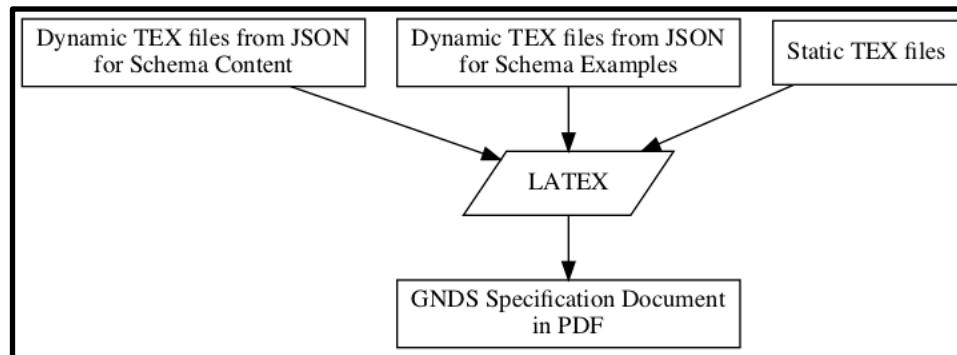 Dynamic TEX files from JSON
for Schema Content
Dynamic TEX files from JSON
for Schema Examples
Static TEX files
LATEX
GNDS Specification Document
in PDF